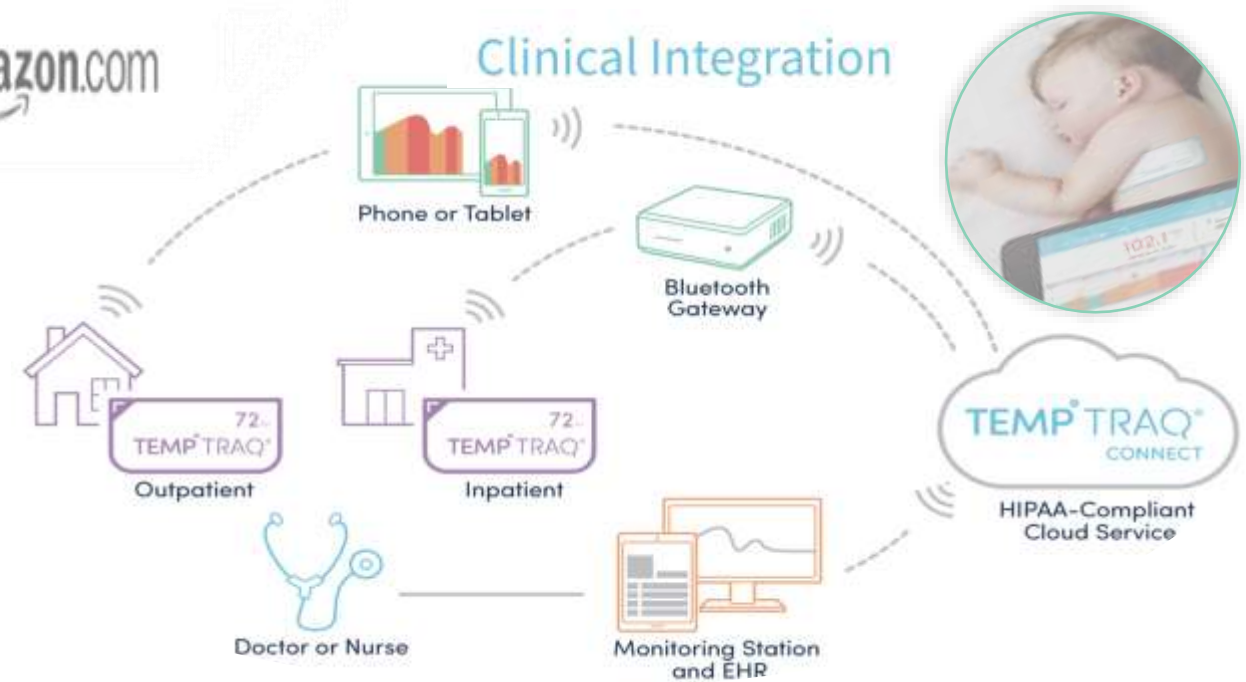 azon.com
Clinical Integration
Phone or Tablet
Bluetooth
Gateway
102.1
72
TEMP°TRAQ®
Outpatient
72
TEMP°TRAQ®
Inpatient
TEMP°TRAQ®
CONNECT
HIPAA-Compliant
Cloud Service
Doctor or Nurse
Monitoring Station
and EHR